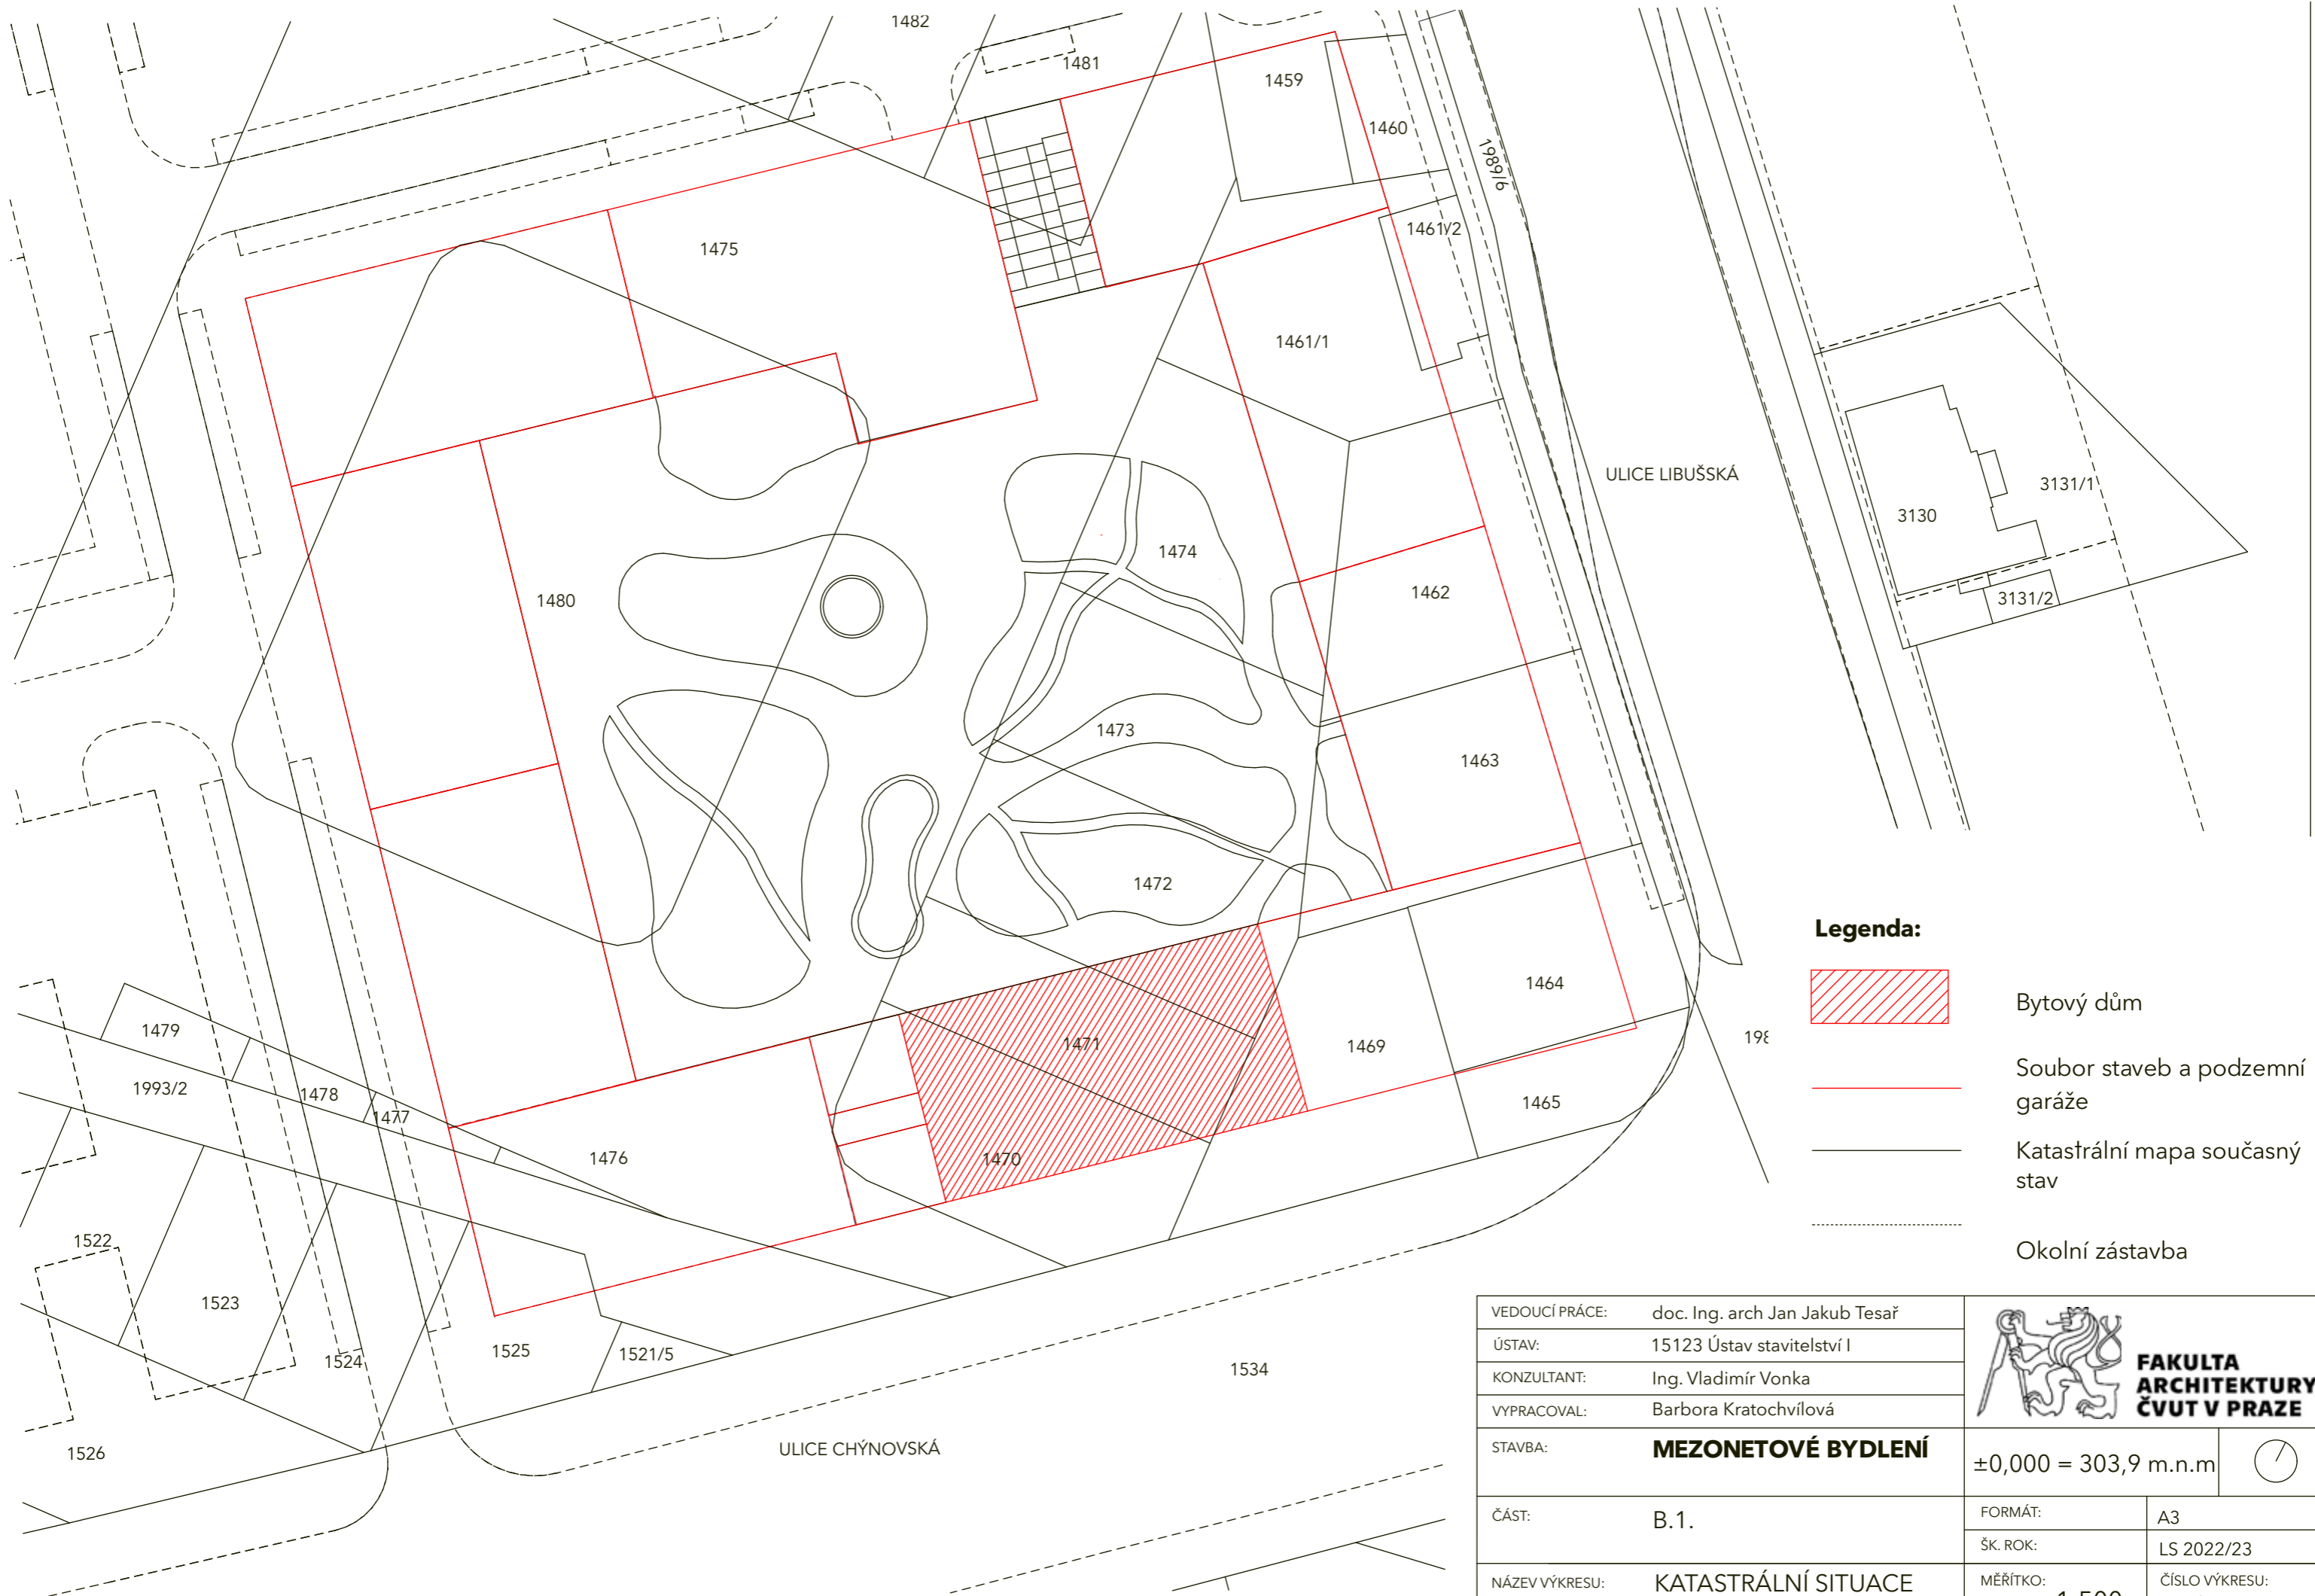 1482
1481
1459
1460
1989/6
1475
1461/2
1461/1
ULICE LIBUŠSKÁ
3131/1
3130
1474
1480
1462
3131/2
1473
1463
1472
Legenda:
1464
Bytový dům
1479
1471
1469
1993/2
1478
1477
Soubor staveb a podzemní
garáže
1465
1476
1470
Katastrální mapa současný
stav
1522
Okolní zástavba
1523
1524
1525
1521/5
1534
1526
ULICE CHÝNOVSKÁ
VEDOUCÍ PRÁCE: doc. Ing. arch Jan Jakub Tesař
ÚSTAV: 15123 Ústav stavitelství I
KONZULTANT: Ing. Vladimír Vonka
VYPRACOVAL: Barbora Kratochvílová
FAKULTA
ARCHITEKTURY
ČVUT V PRAZE
STAVBA: MEZONETOVÉ BYDLENÍ
±0,000 = 303,9 m.n.m
ČÁST: B.1.
FORMÁT: A3
ŠK. ROK: LS 2022/23
NÁZEV VÝKRESU: KATASTRÁLNÍ SITUACE
MĚŘÍTKO:
ČÍSLO VÝKRESU: